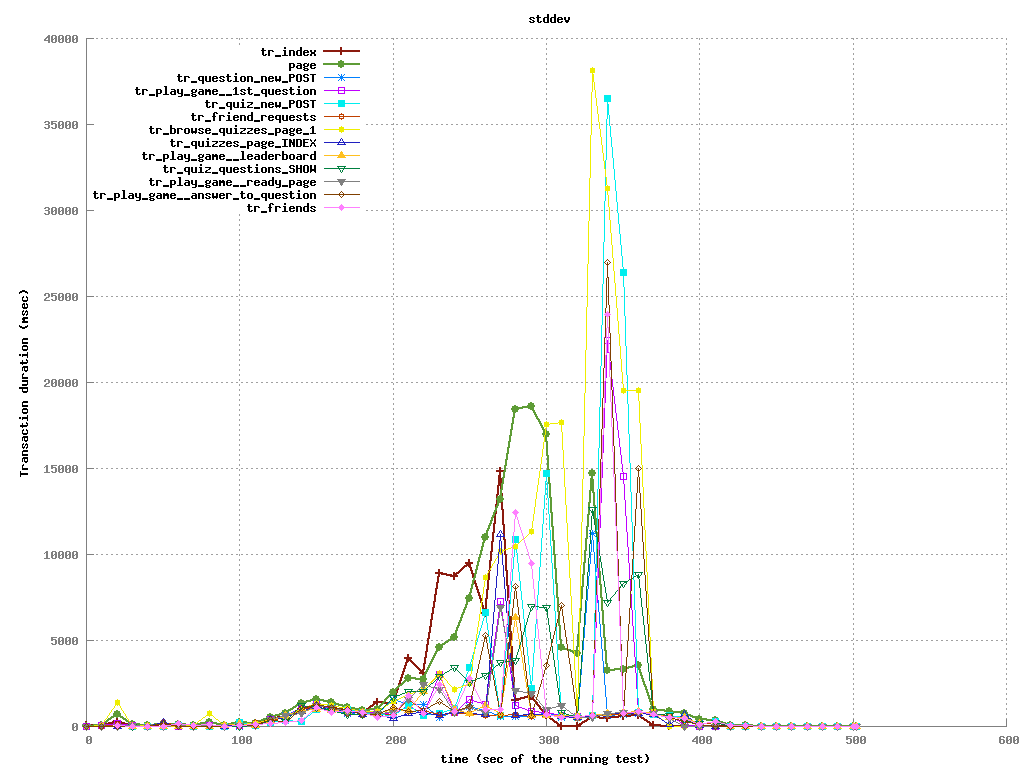 stddev
40000
35000
30000
25000
20000
15000
10000
5000
0
tr_index
page
tr_question_new_POST
tr_play_game__1st_question
tr_quiz_new_POST
tr_friend_requests
tr_browse_quizzes_page_1
tr_quizzes_page_INDEX
tr_play_game__leaderboard
tr_quiz_questions_SHOW
tr_play_game__ready_page
tr_play_game__answer_to_question
tr_friends
Transaction duration (msec)
0 100 200 300 400 500 600
time (sec of the running test)